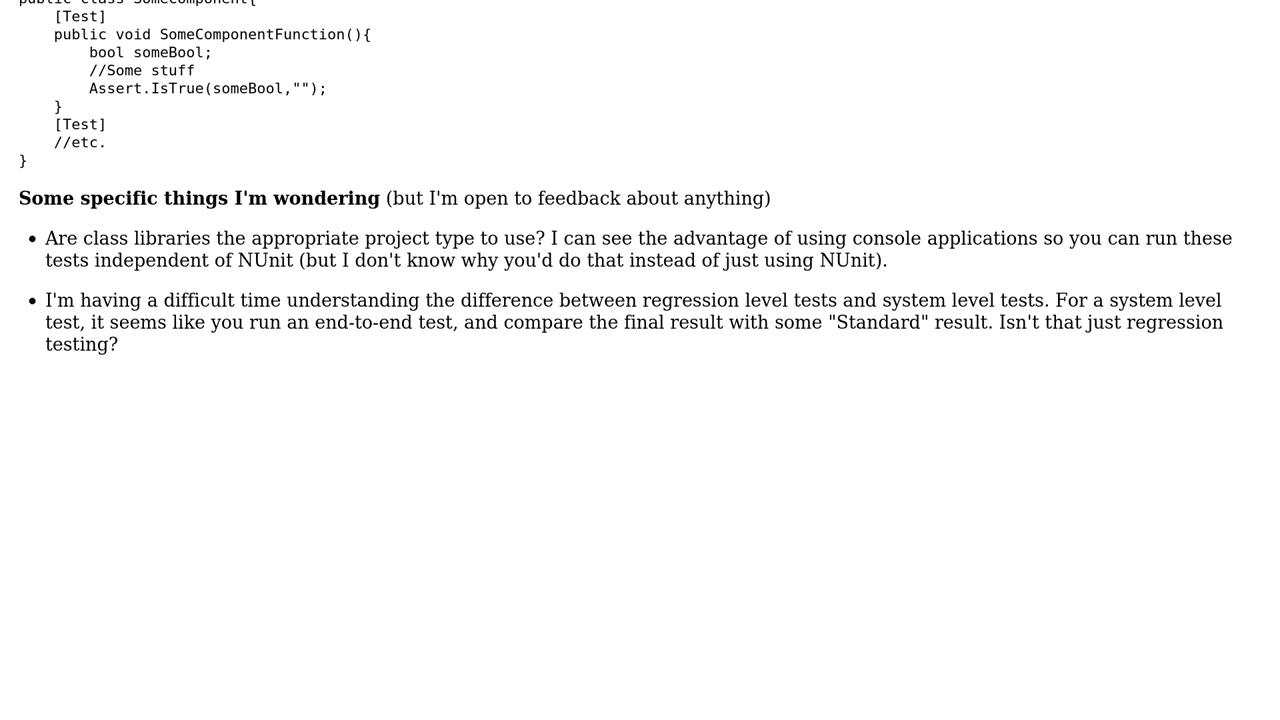 public class SomeComponent{
    [Test]
    public void SomeComponentFunction(){
        bool someBool;
        //Some stuff
        Assert.IsTrue(someBool,"");
    }
    [Test]
    //etc.
}
Some specific things I'm wondering (but I'm open to feedback about anything)
• Are class libraries the appropriate project type to use? I can see the advantage of using console applications so you can run these
tests independent of NUnit (but I don't know why you'd do that instead of just using NUnit).
• I'm having a difficult time understanding the difference between regression level tests and system level tests. For a system level
test, it seems like you run an end-to-end test, and compare the final result with some "Standard" result. Isn't that just regression
testing?